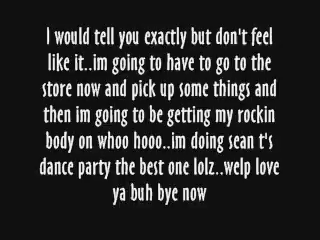 I would tell you exactly but don't feel
like it..im going to have to go to the
store now and pick up some things and
then im going to be getting my rockin
body on whoo hooo..im doing sean t's
dance party the best one lolz..welp love
ya buh bye now